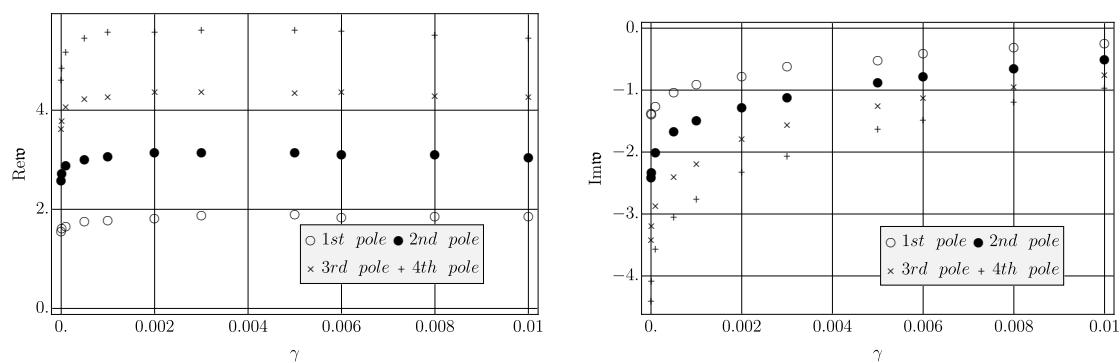 4.
2.
0.
Re𝔴
0.
0.002
0.004
0.006
0.008
0.01
γ
○ 1st pole ● 2nd pole
× 3rd pole + 4th pole
0.
−1.
−2.
−3.
−4.
Im𝔴
0.
0.002
0.004
0.006
0.008
0.01
γ
○ 1st pole ● 2nd pole
× 3rd pole + 4th pole